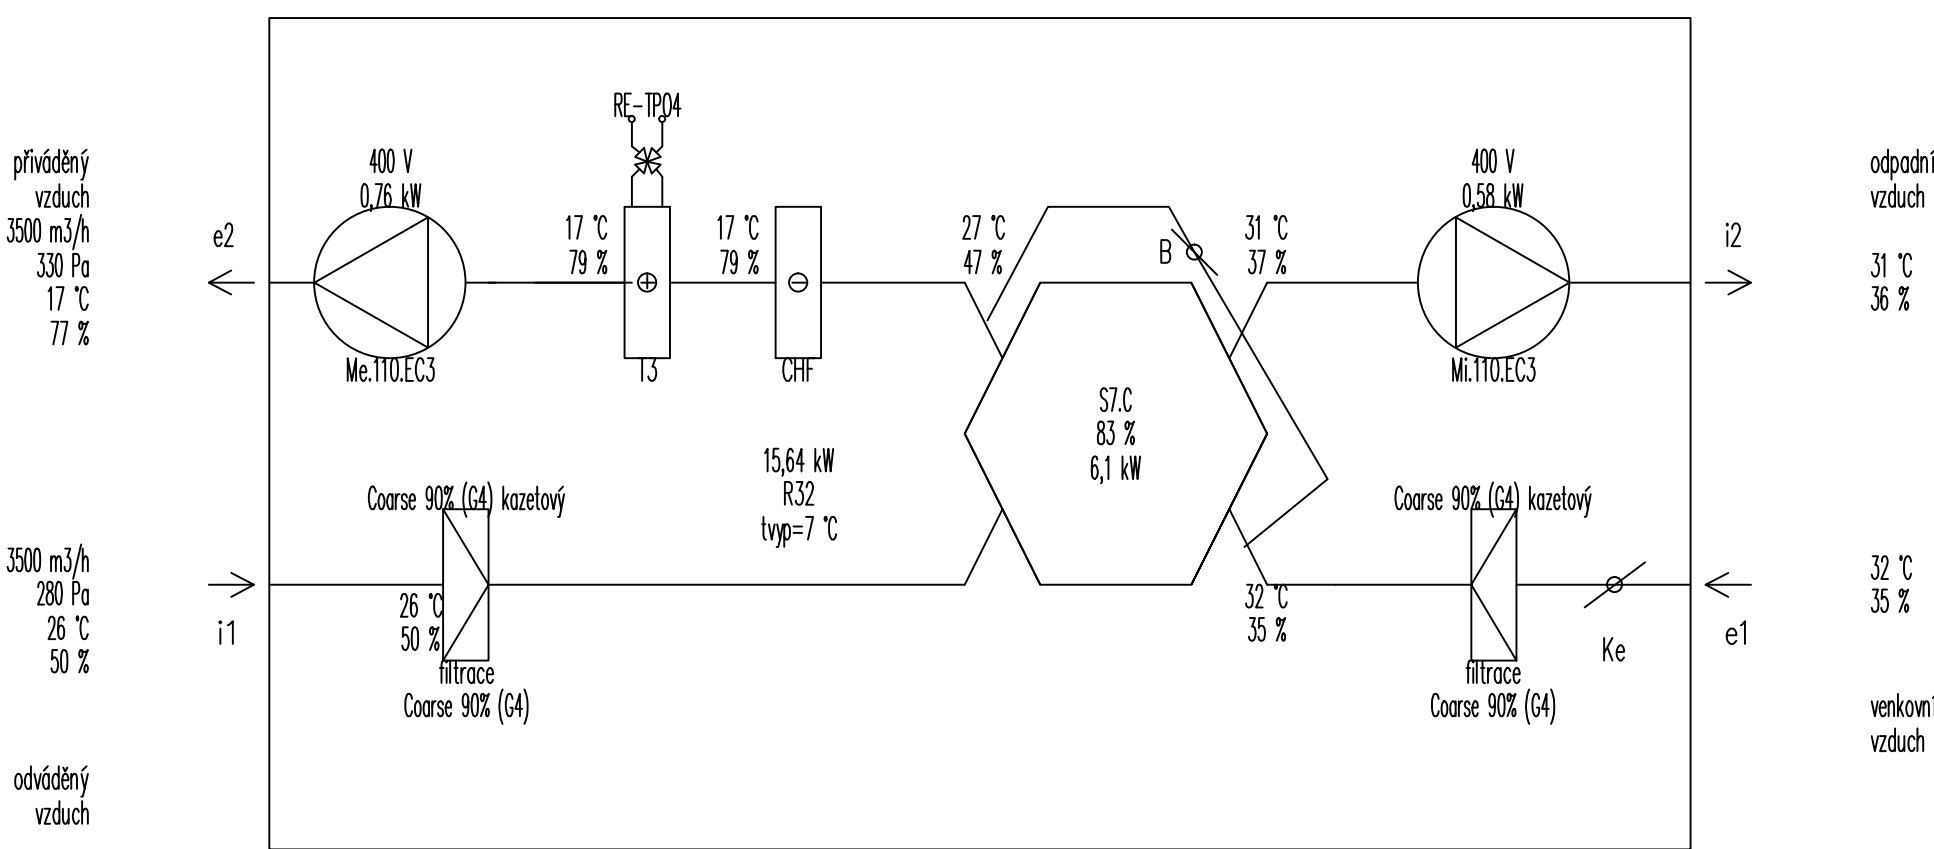 RE-TPO4
přiváděný
vzduch
3500 m3/h
330 Pa
17 °C
77 %
e2
400 V
0,76 kW
Me.110.EC3
17 °C
79 %
T3
17 °C
79 %
CHF
27 °C
47 %
B
31 °C
37 %
400 V
0,58 kW
Mi.110.EC3
i2
odpadní
vzduch
31 °C
36 %
S7.C
83 %
6,1 kW
15,64 kW
R32
tvyp=7 °C
3500 m3/h
280 Pa
26 °C
50 %
i1
Coarse 90% (G4) kazetový
26 °C
50 %
filtrace
Coarse 90% (G4)
32 °C
35 %
Coarse 90% (G4) kazetový
filtrace
Coarse 90% (G4)
Ke
e1
32 °C
35 %
venkovní
vzduch
odváděný
vzduch